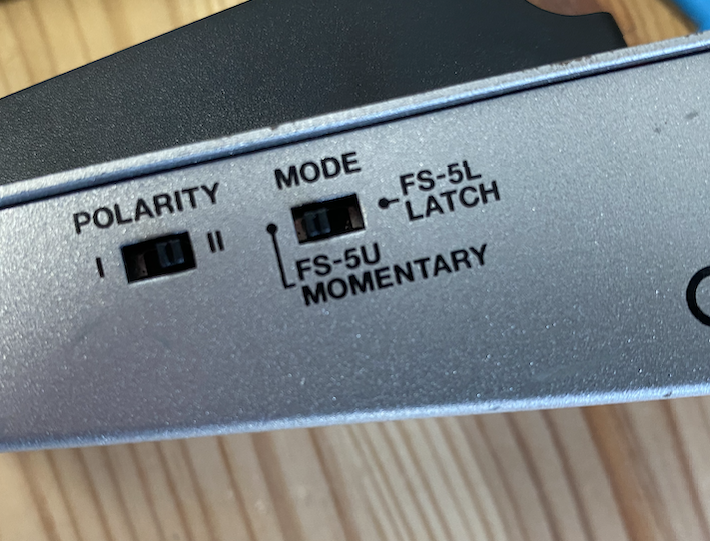 POLARITY
I II
MODE
FS-5L
LATCH
FS-5U
MOMENTARY